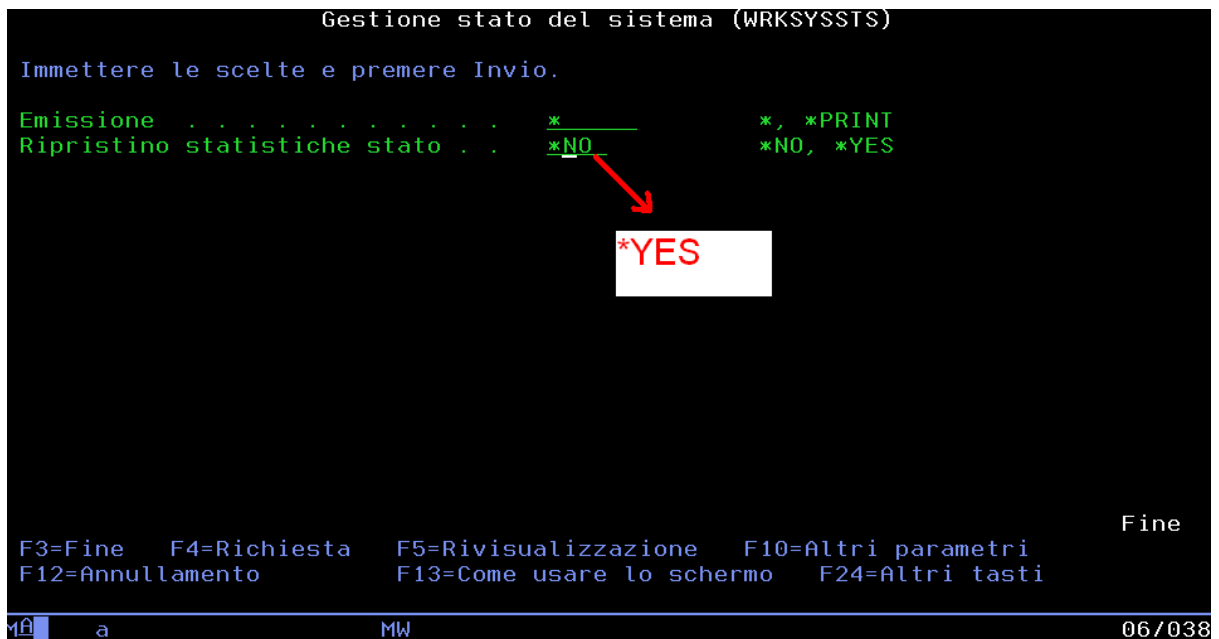 Gestione stato del sistema (WRKSYSSTS)
Immettere le scelte e premere Invio.
Emissione . . . . . . . . . . . * *, *PRINT
Ripristino statistiche stato . . *NO *NO, *YES
*YES
Fine
F3=Fine F4=Richiesta F5=Rivisualizzazione F10=Altri parametri
F12=Annullamento F13=Come usare lo schermo F24=Altri tasti
MA a MW 06/038